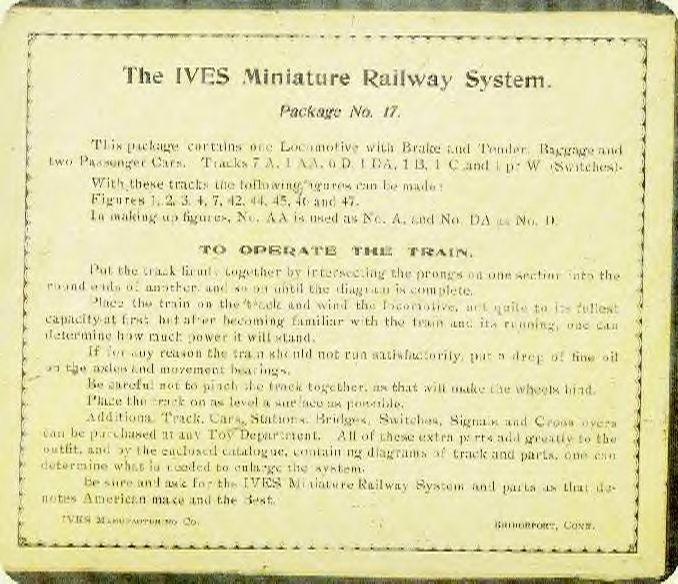 The IVES Miniature Railway System.
Package No. 17.
This package contains one Locomotive with Brake and Tender, Baggage and
two Passenger Cars. Tracks 7 A, 1 AA, 6 D, 1 DA, 1 B, 1 C and 1 pr W (Switches).
With these tracks the following figures can be made:
Figures 1, 2, 3, 4, 7, 42, 44, 45, 46 and 47.
In making up figures, No. AA is used as No. A, and No. DA as No. D.
TO OPERATE THE TRAIN.
Put the track firmly together by intersecting the prongs on one section into the
round ends of another, and so on until the diagram is complete.
Place the train on the track and wind the locomotive, not quite to its fullest
capacity at first, but after becoming familiar with the train and its running, one can
determine how much power it will stand.
If for any reason the train should not run satisfactorily, put a drop of fine oil
on the axles and movement bearings.
Be careful not to pinch the track together, as that will make the wheels bind.
Place the track on as level a surface as possible.
Additional Track, Cars, Stations, Bridges, Switches, Signals and Cross overs
can be purchased at any Toy Department. All of these extra parts add greatly to the
outfit, and by the enclosed catalogue, containing diagrams of track and parts, one can
determine what is needed to enlarge the system.
Be sure and ask for the IVES Miniature Railway System and parts as that de-
notes American make and the Best.
IVES MANUFACTURING CO. BRIDGEPORT, CONN.